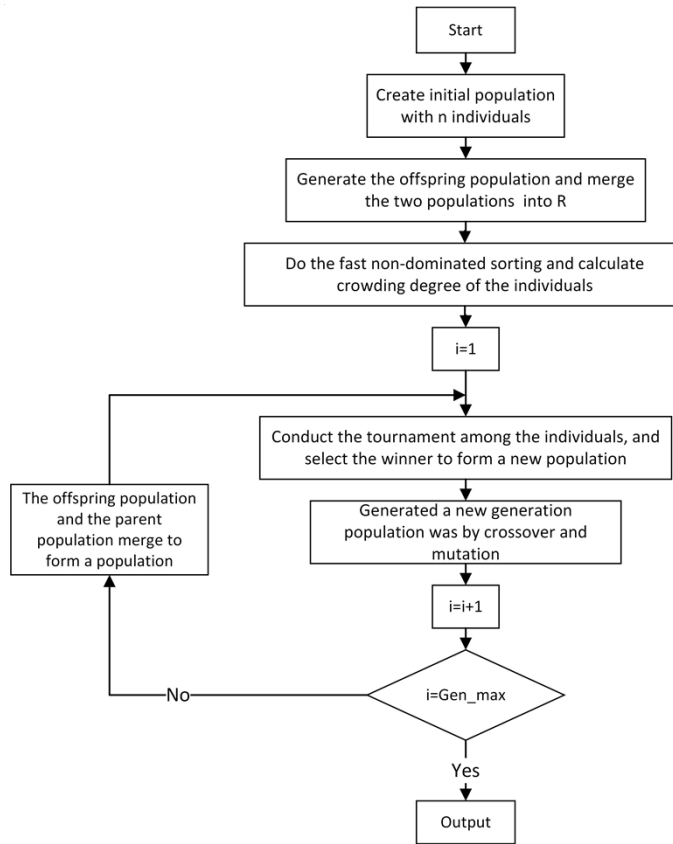 Start
Create initial population
with n individuals
Generate the offspring population and merge
the two populations into R
Do the fast non-dominated sorting and calculate
crowding degree of the individuals
i=1
Conduct the tournament among the individuals, and
select the winner to form a new population
The offspring population
and the parent
population merge to
form a population
Generated a new generation
population was by crossover and
mutation
i=i+1
i=Gen_max
No
Yes
Output